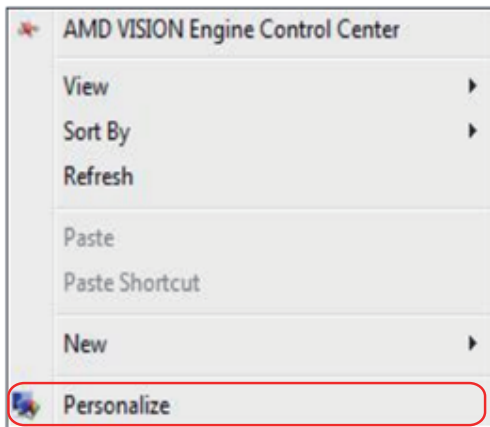 AMD VISION Engine Control Center
View
Sort By
Refresh
Paste
Paste Shortcut
New
Personalize